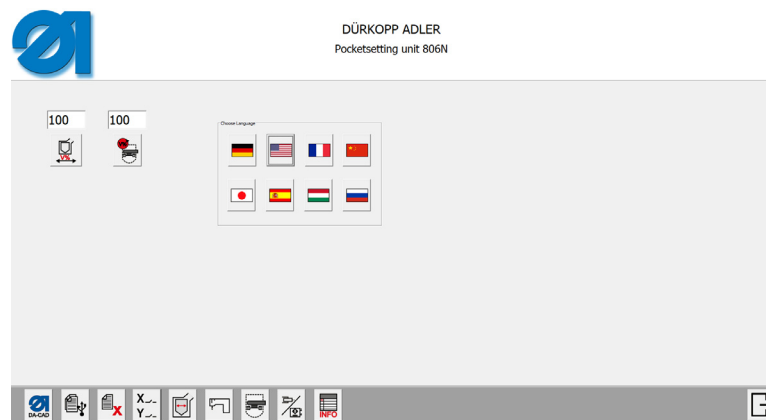 DÜRKOPP ADLER
Pocketsetting unit 806N
100
100
Choose Language
V%
DA-CAD
X
X
Y
INFO